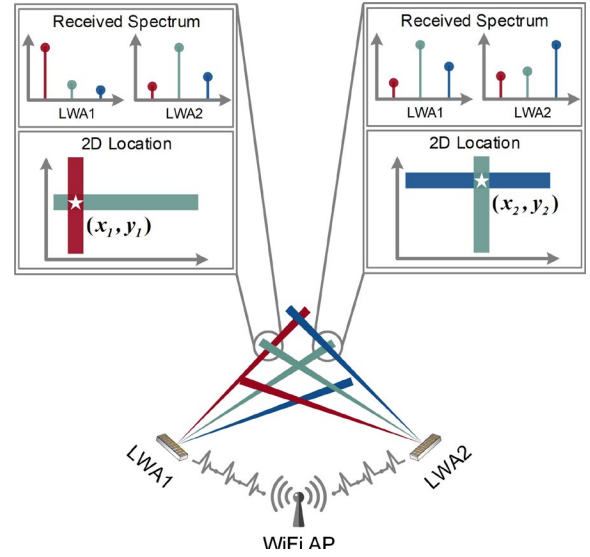 Received Spectrum
LWA1 LWA2
2D Location
(x1, y1)
Received Spectrum
LWA1 LWA2
2D Location
(x2, y2)
LWA1
LWA2
WiFi AP